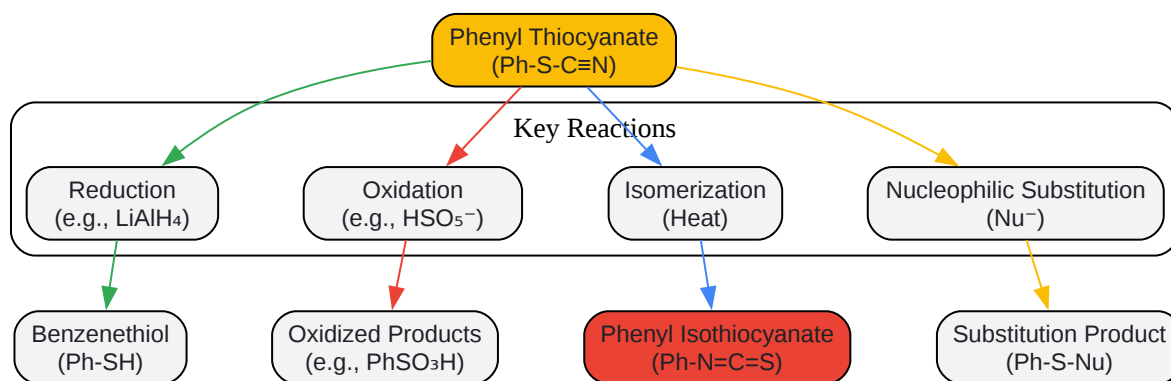 Phenyl Thiocyanate
(Ph-S-C≡N)
Key Reactions
Reduction
(e.g., LiAlH₄)
Oxidation
(e.g., HSO₅⁻)
Isomerization
(Heat)
Nucleophilic Substitution
(Nu⁻)
Benzenethiol
(Ph-SH)
Oxidized Products
(e.g., PhSO₃H)
Phenyl Isothiocyanate
(Ph-N=C=S)
Substitution Product
(Ph-S-Nu)